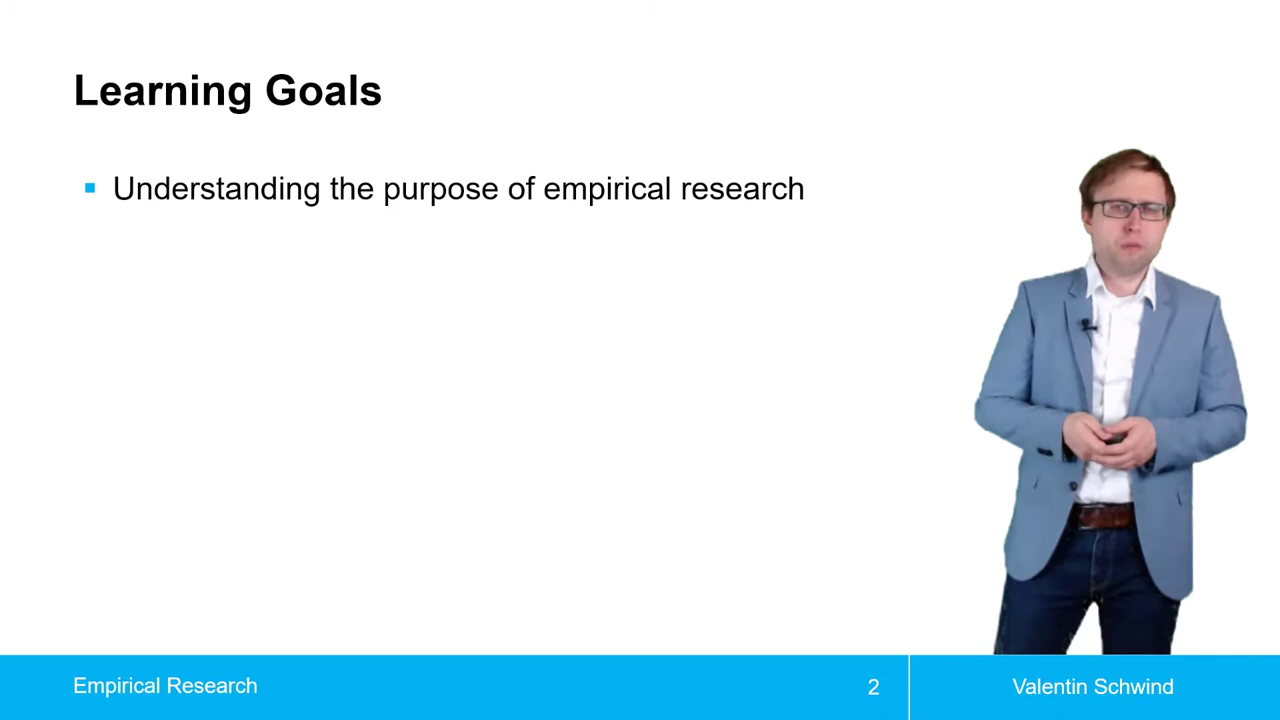 Learning Goals
Understanding the purpose of empirical research
Empirical Research
2
Valentin Schwind